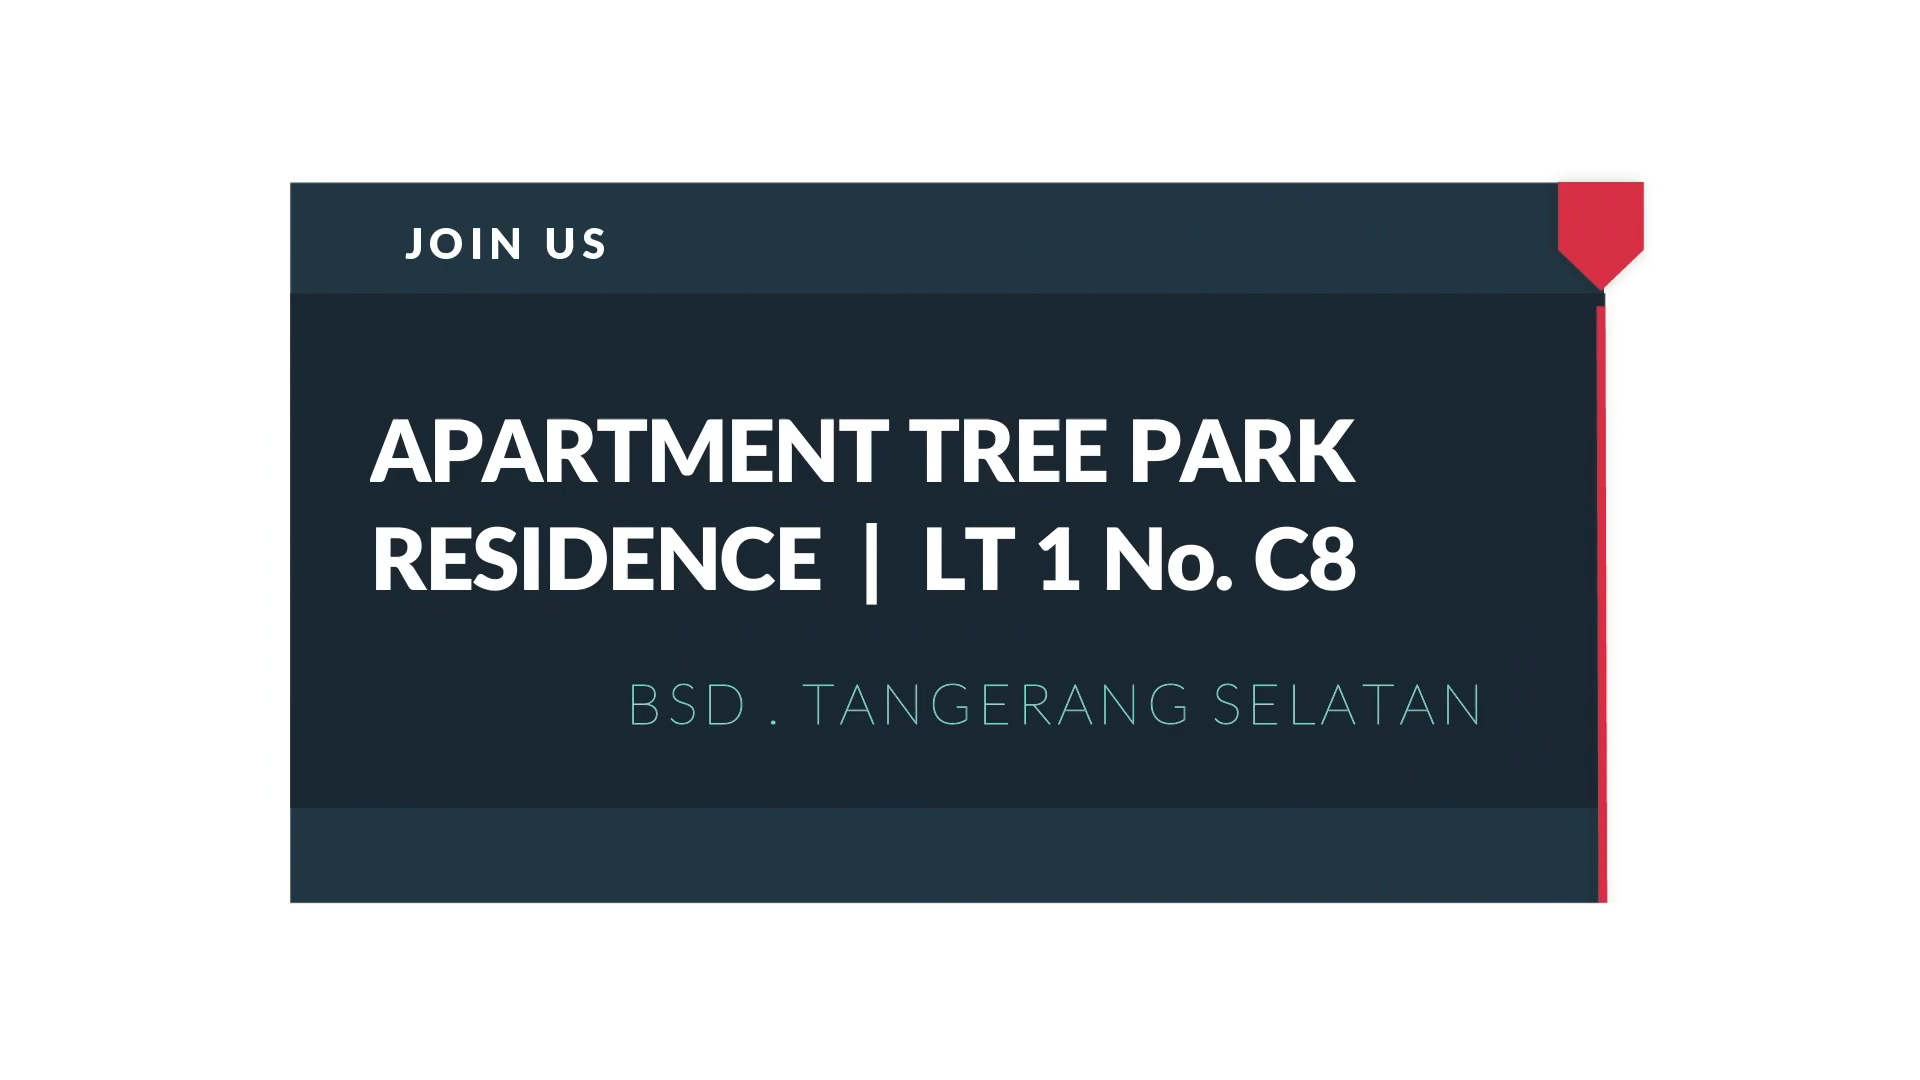 JOIN US
APARTMENT TREE PARK
RESIDENCE | LT 1 No. C8
BSD . TANGERANG SELATAN